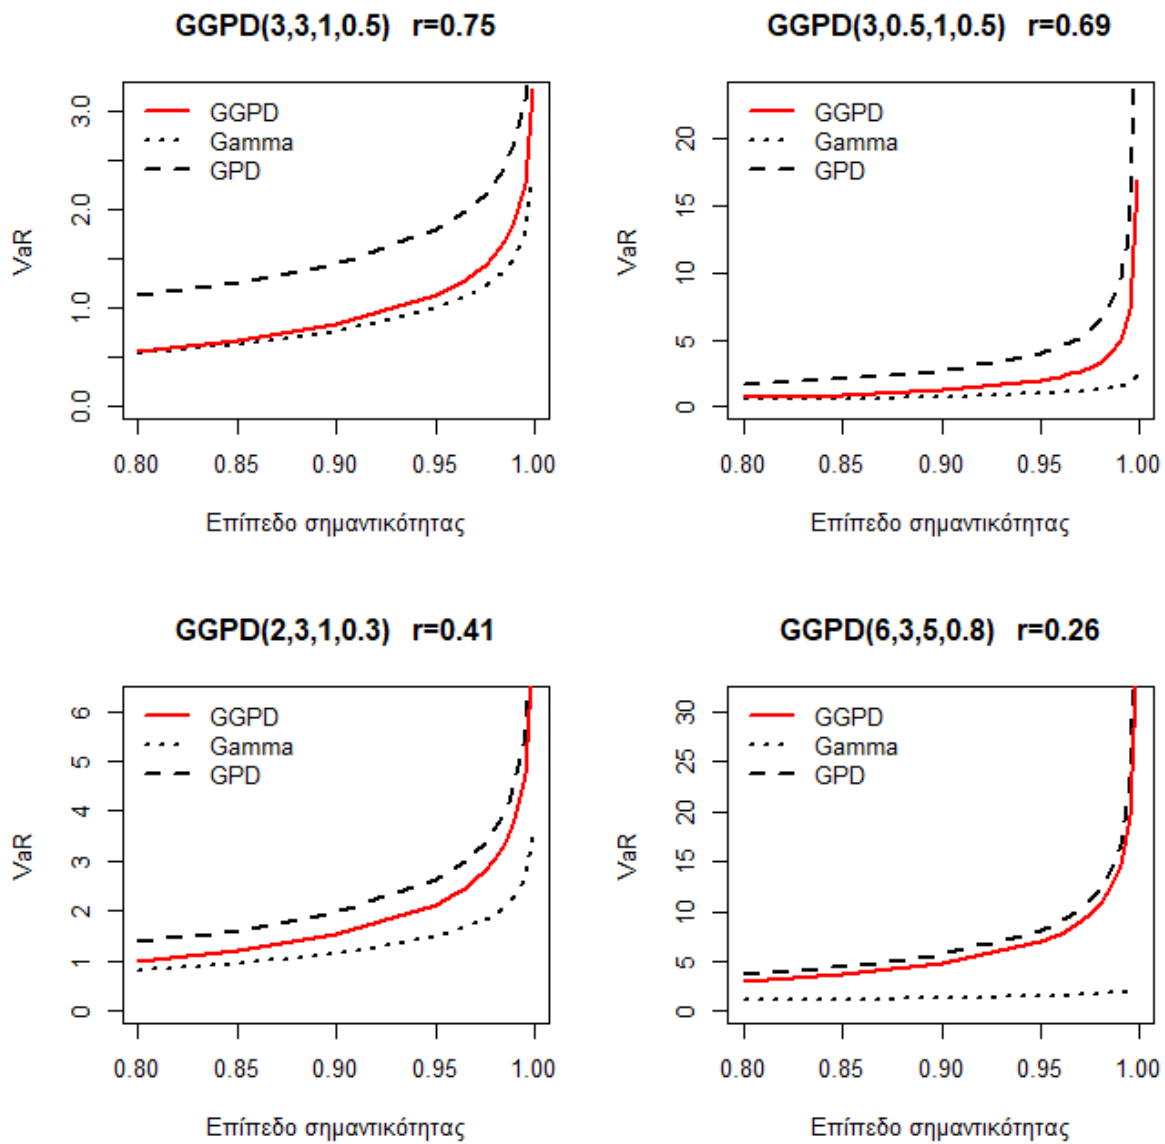 GGPD(3,3,1,0.5) r=0.75
GGPD
Gamma
GPD
VaR
3.0
2.0
1.0
0.0
0.80 0.85 0.90 0.95 1.00
Επίπεδο σημαντικότητας
GGPD(3,0.5,1,0.5) r=0.69
GGPD
Gamma
GPD
VaR
20
15
10
5
0
0.80 0.85 0.90 0.95 1.00
Επίπεδο σημαντικότητας
GGPD(2,3,1,0.3) r=0.41
GGPD
Gamma
GPD
VaR
6
5
4
3
2
1
0
0.80 0.85 0.90 0.95 1.00
Επίπεδο σημαντικότητας
GGPD(6,3,5,0.8) r=0.26
GGPD
Gamma
GPD
VaR
30
25
20
15
10
5
0
0.80 0.85 0.90 0.95 1.00
Επίπεδο σημαντικότητας